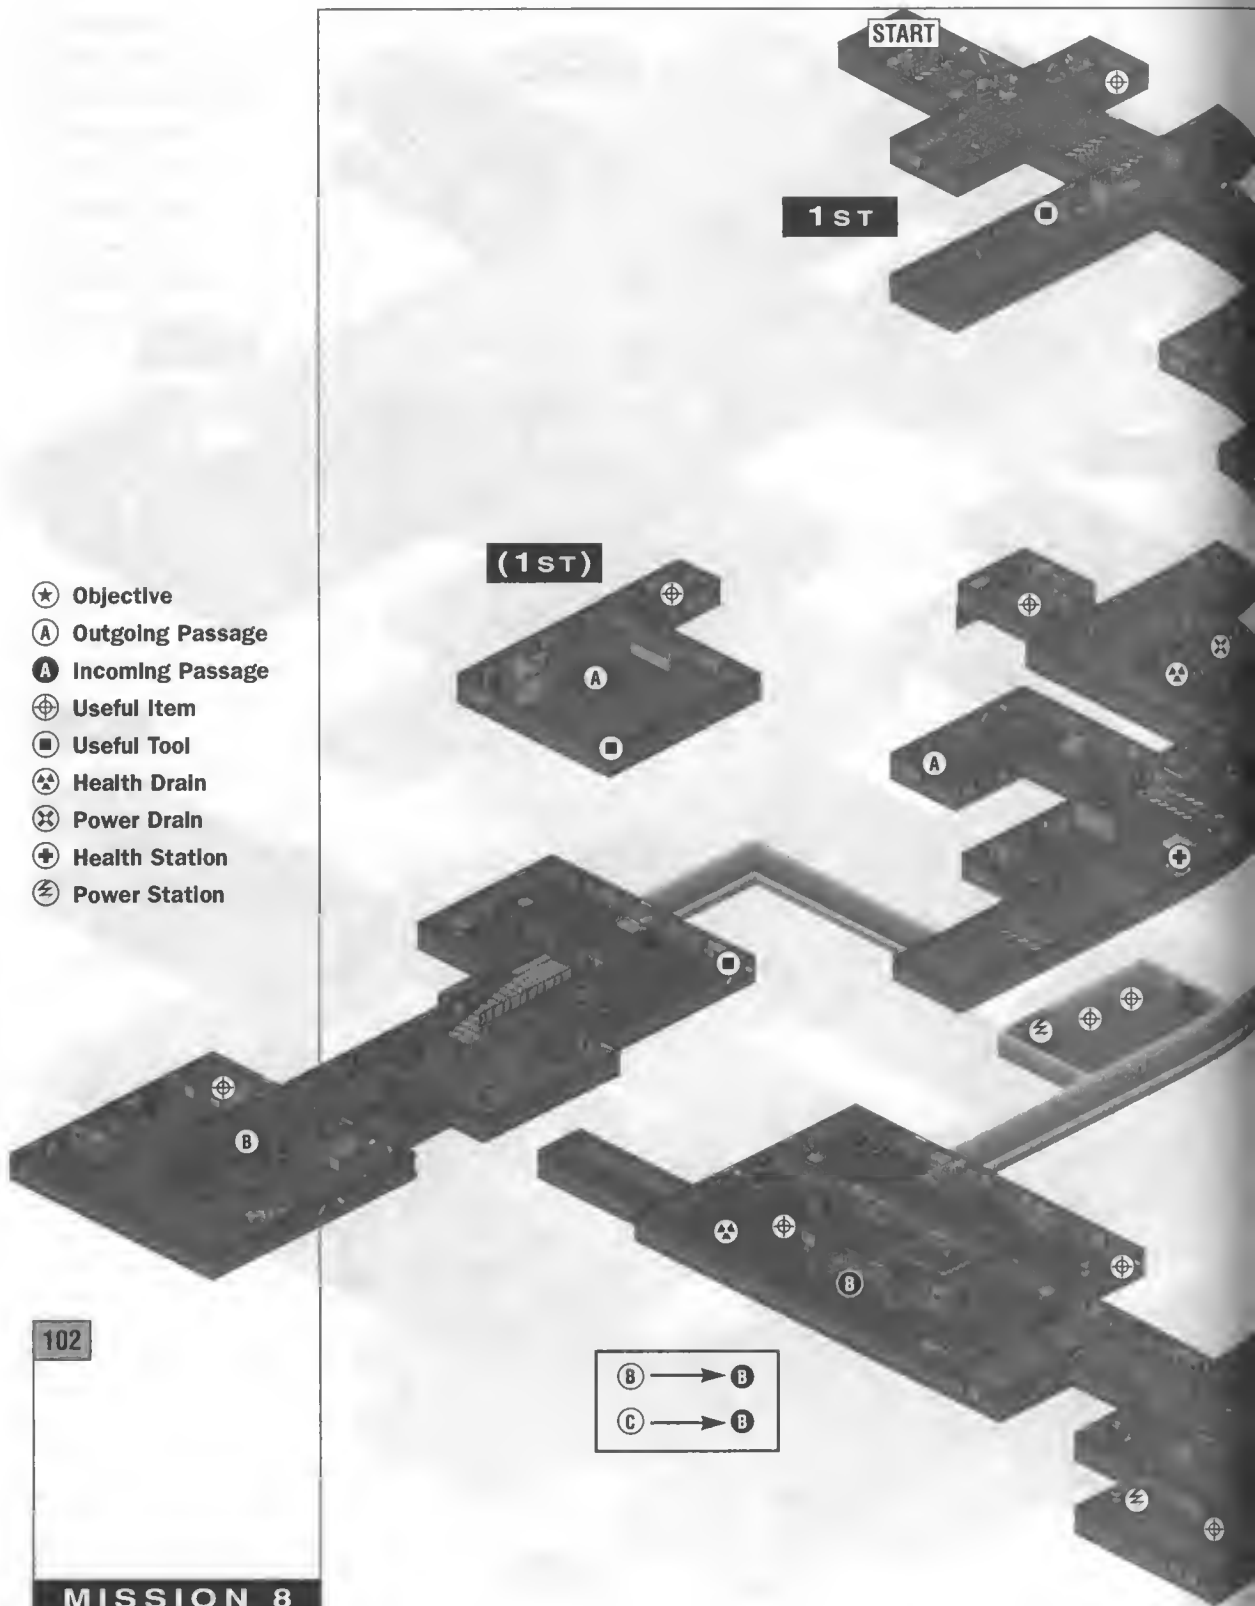 START
1ST
(1ST)
Objective
A Outgoing Passage
A Incoming Passage
Useful Item
Useful Tool
Health Drain
Power Drain
Health Station
Power Station
A
A
B
B
B B
C B
102
MISSION 8